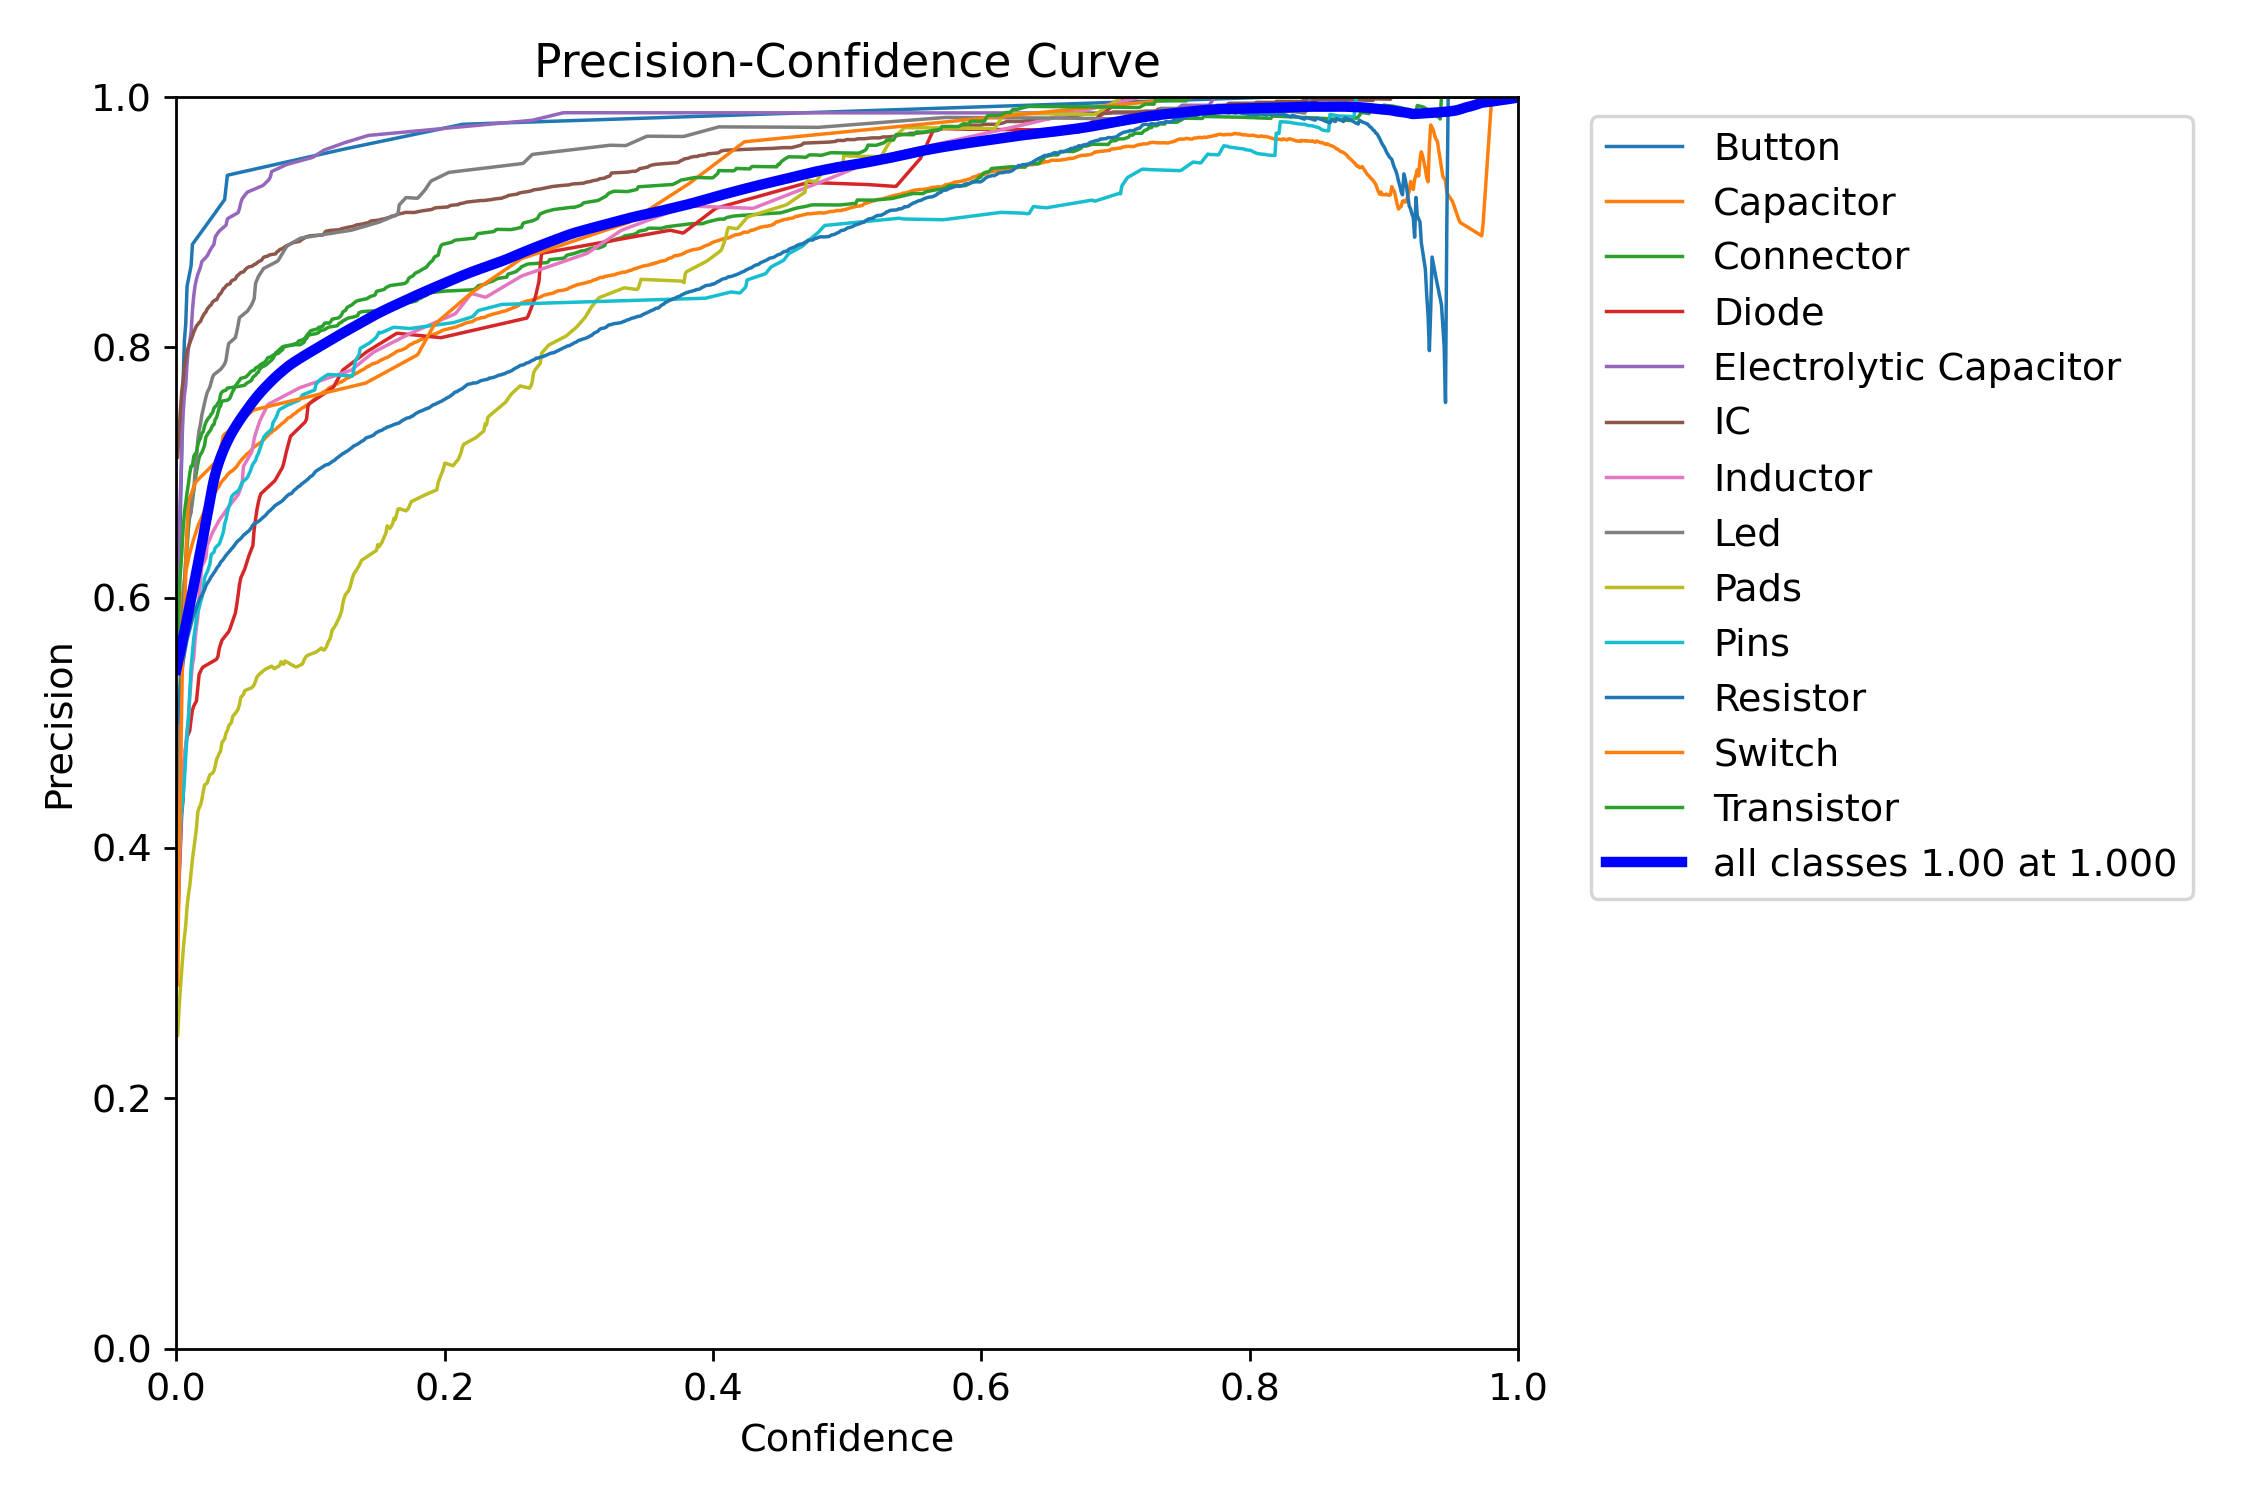 Precision-Confidence Curve
1.0
0.8
0.6
0.4
0.2
0.0
Precision
0.0 0.2 0.4 0.6 0.8 1.0
Confidence
Button
Capacitor
Connector
Diode
Electrolytic Capacitor
IC
Inductor
Led
Pads
Pins
Resistor
Switch
Transistor
all classes 1.00 at 1.000